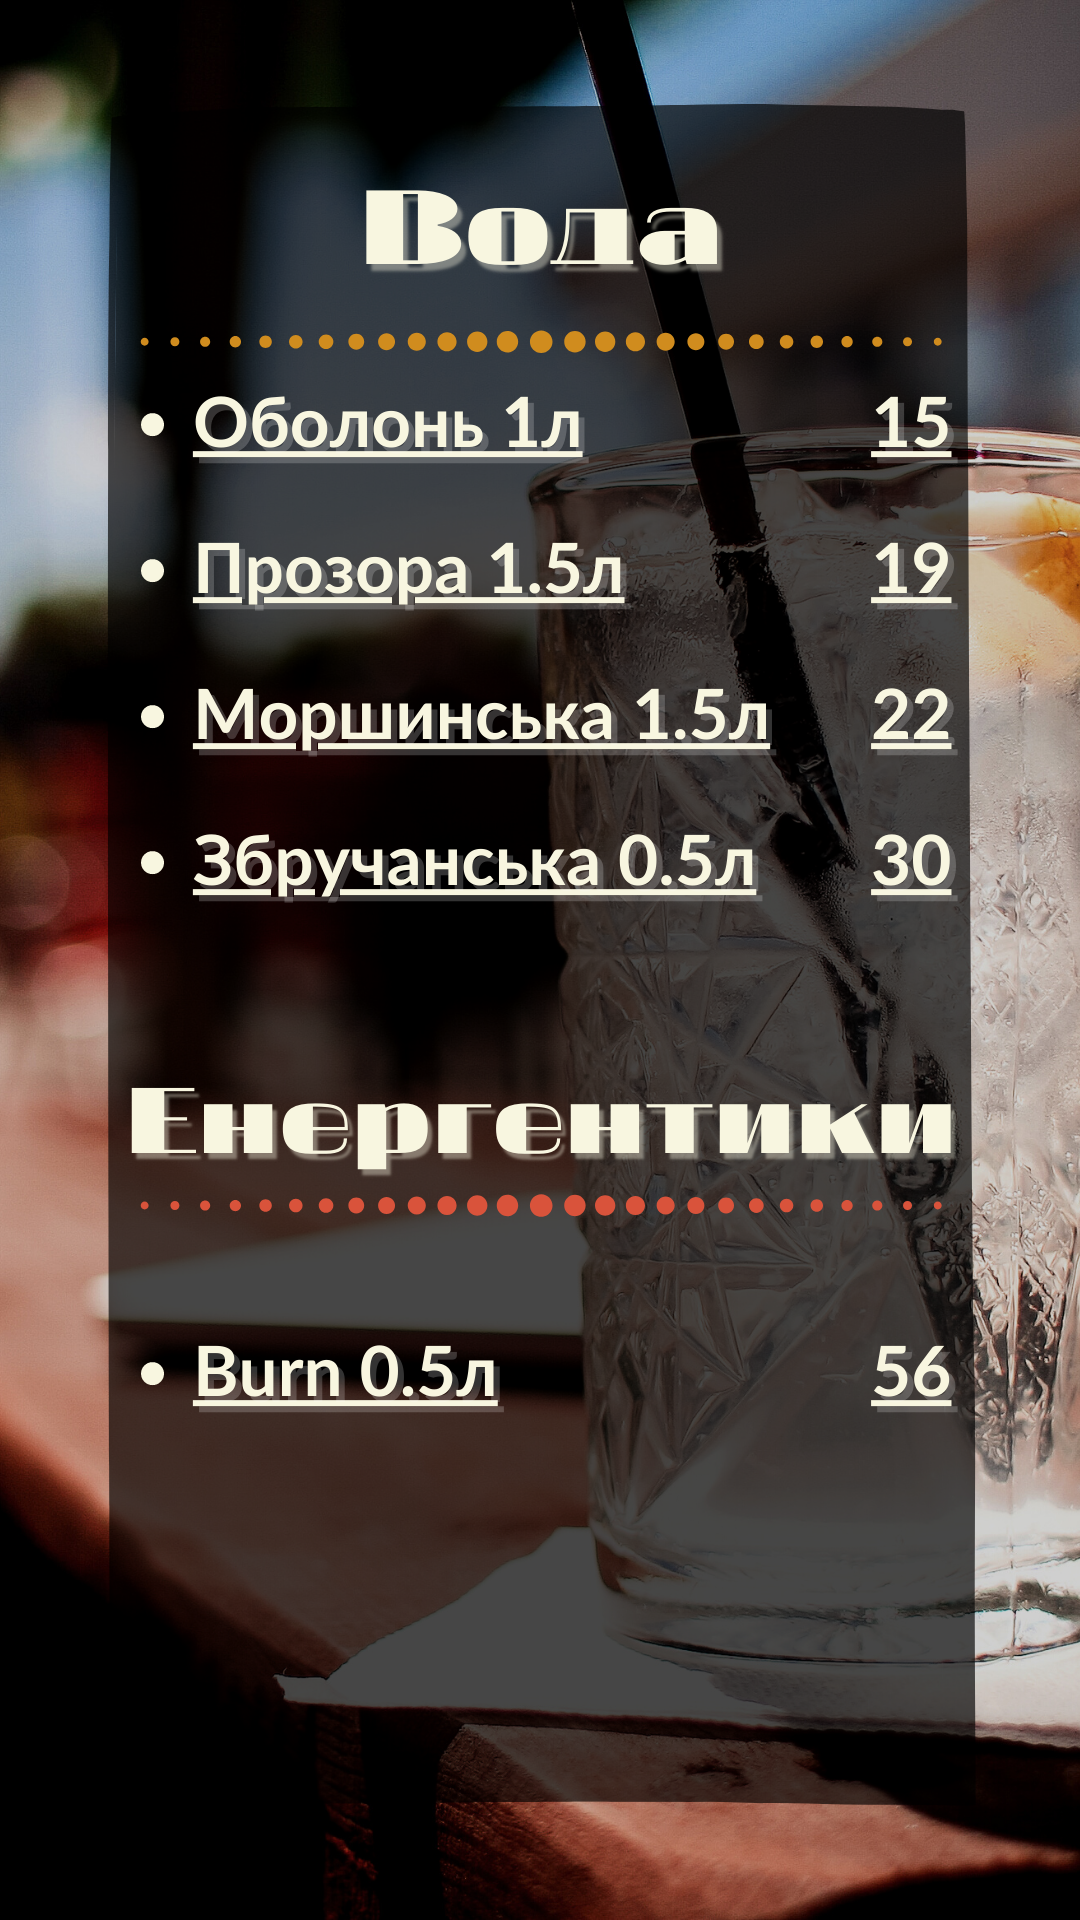 Вода
• Оболонь 1л 15
• Прозора 1.5л 19
• Моршинська 1.5л 22
• Збручанська 0.5л 30
Енергентики
• Burn 0.5л 56